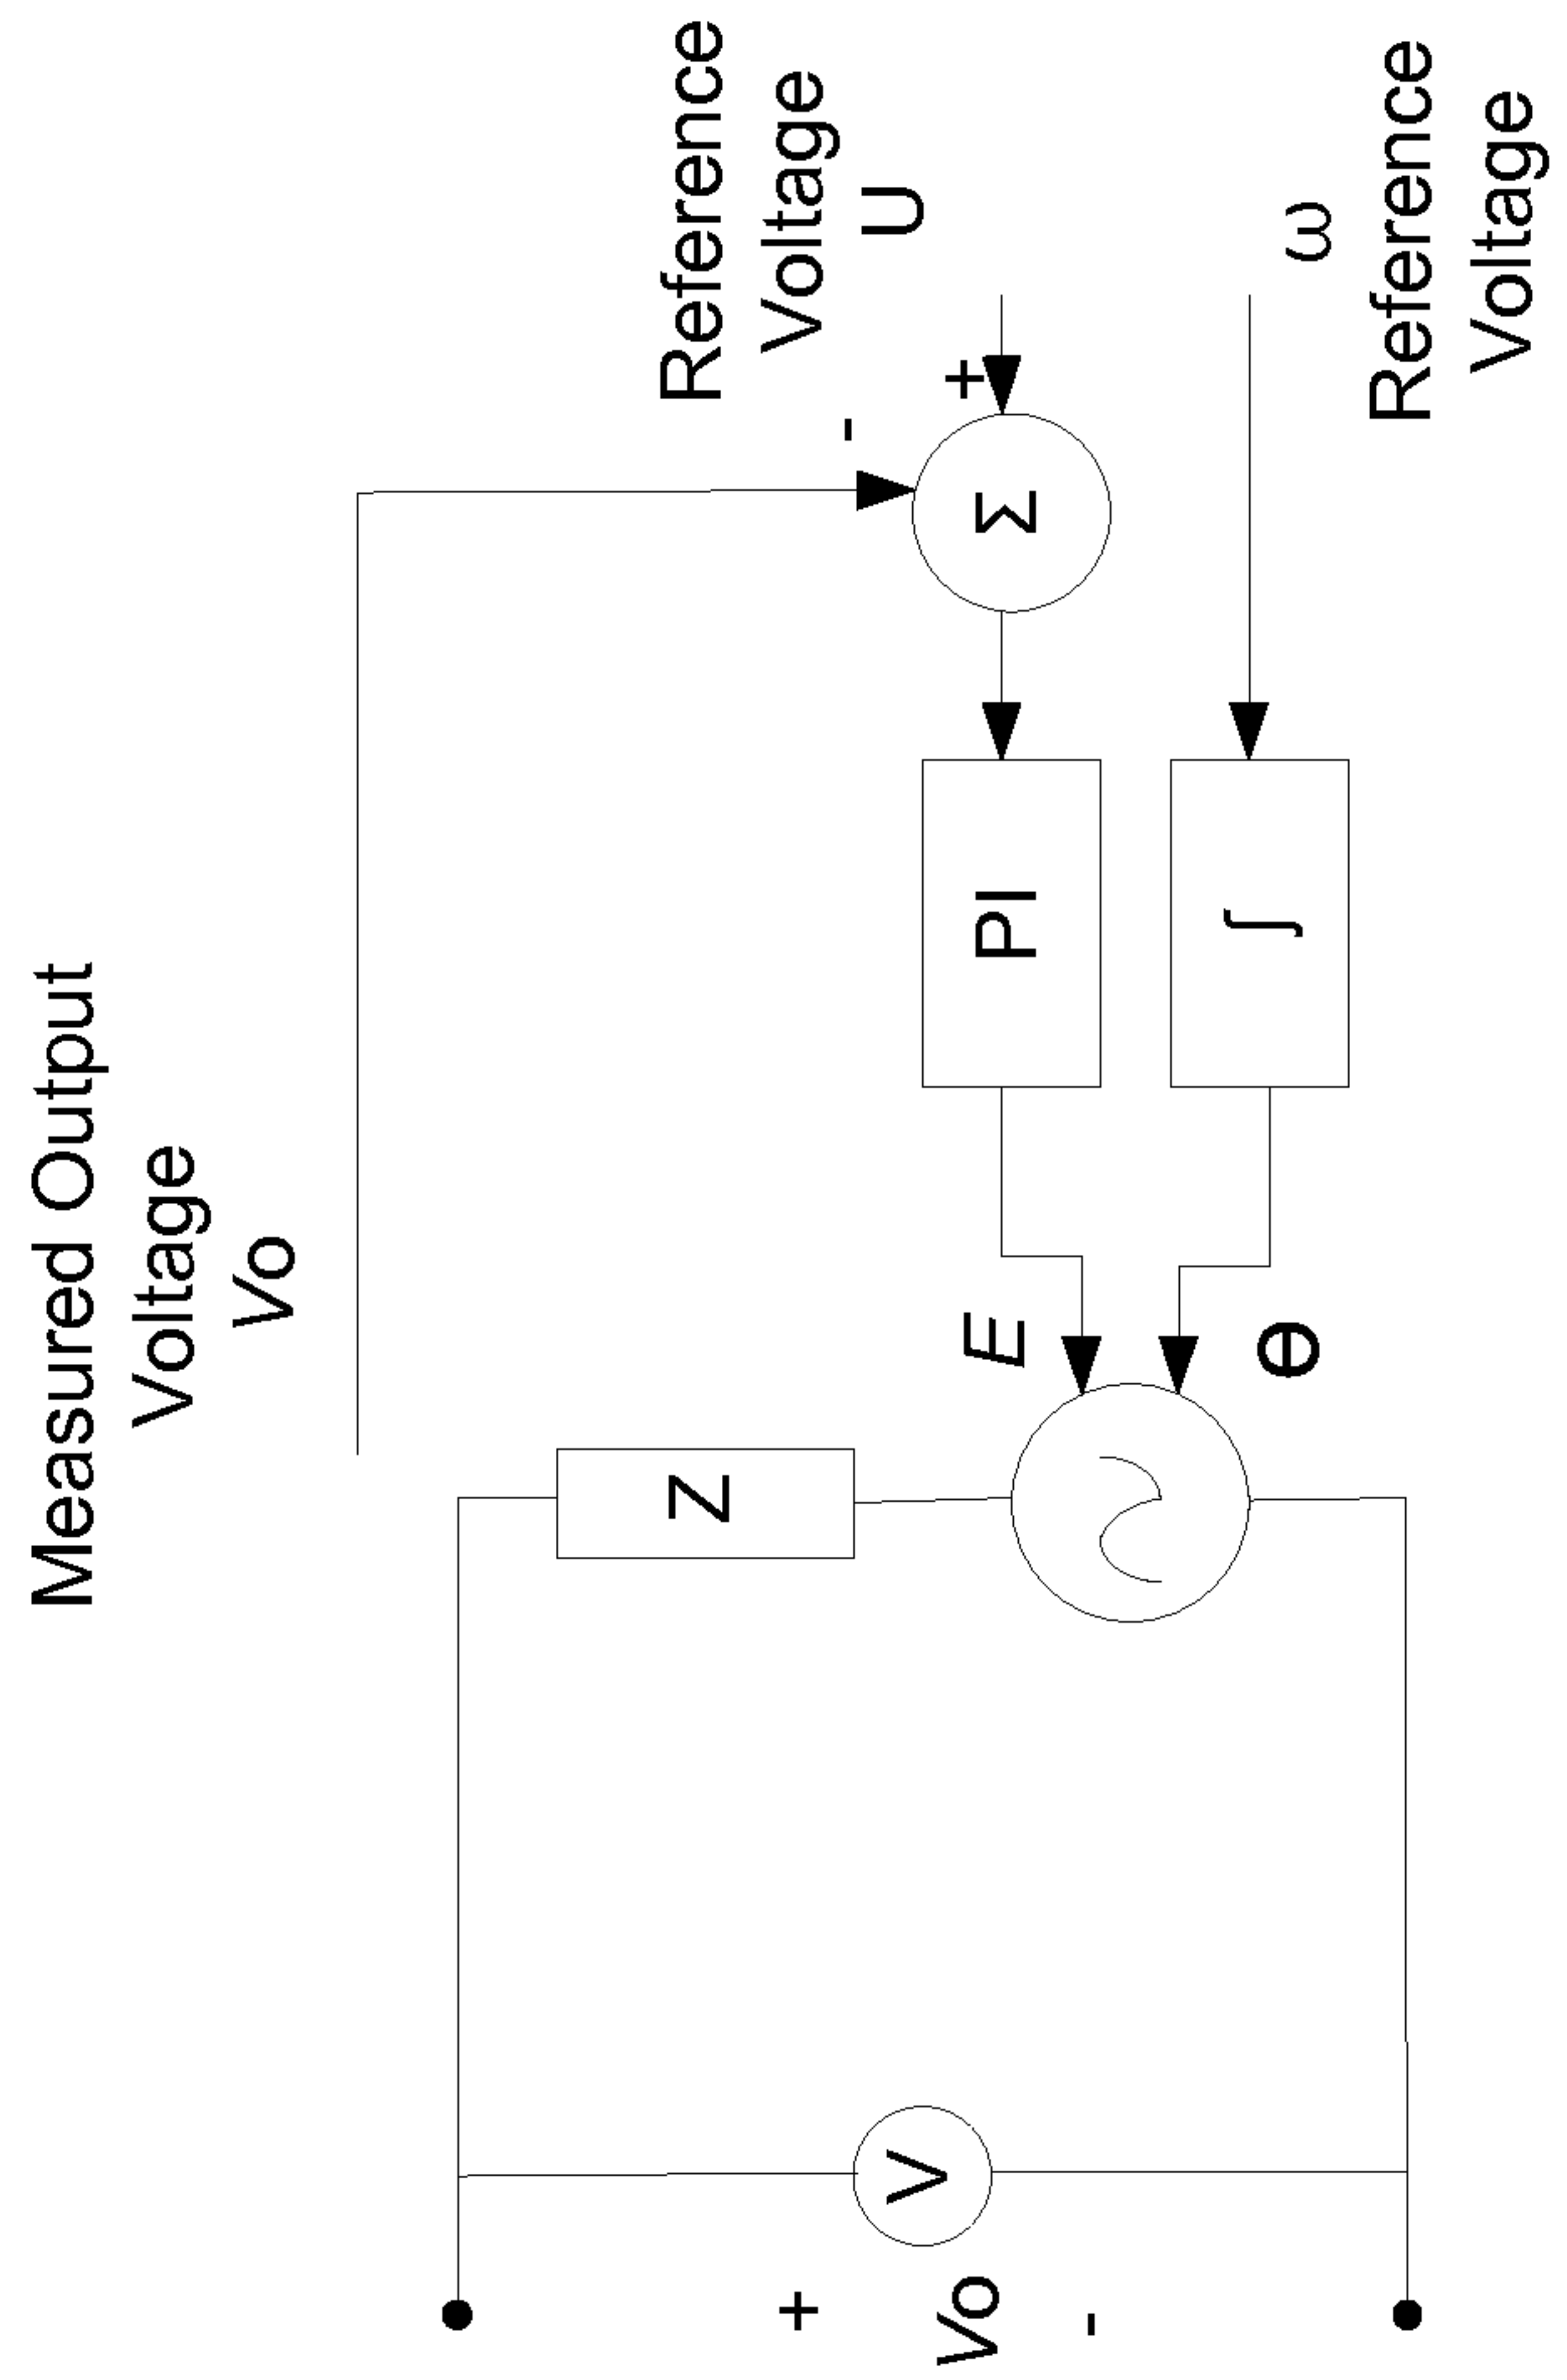 Measured Output
Voltage
Vo
Reference
Voltage
U
-
+
Z
E
PI
Σ
+
Vo
-
V
ɵ
∫
ω
Reference
Voltage